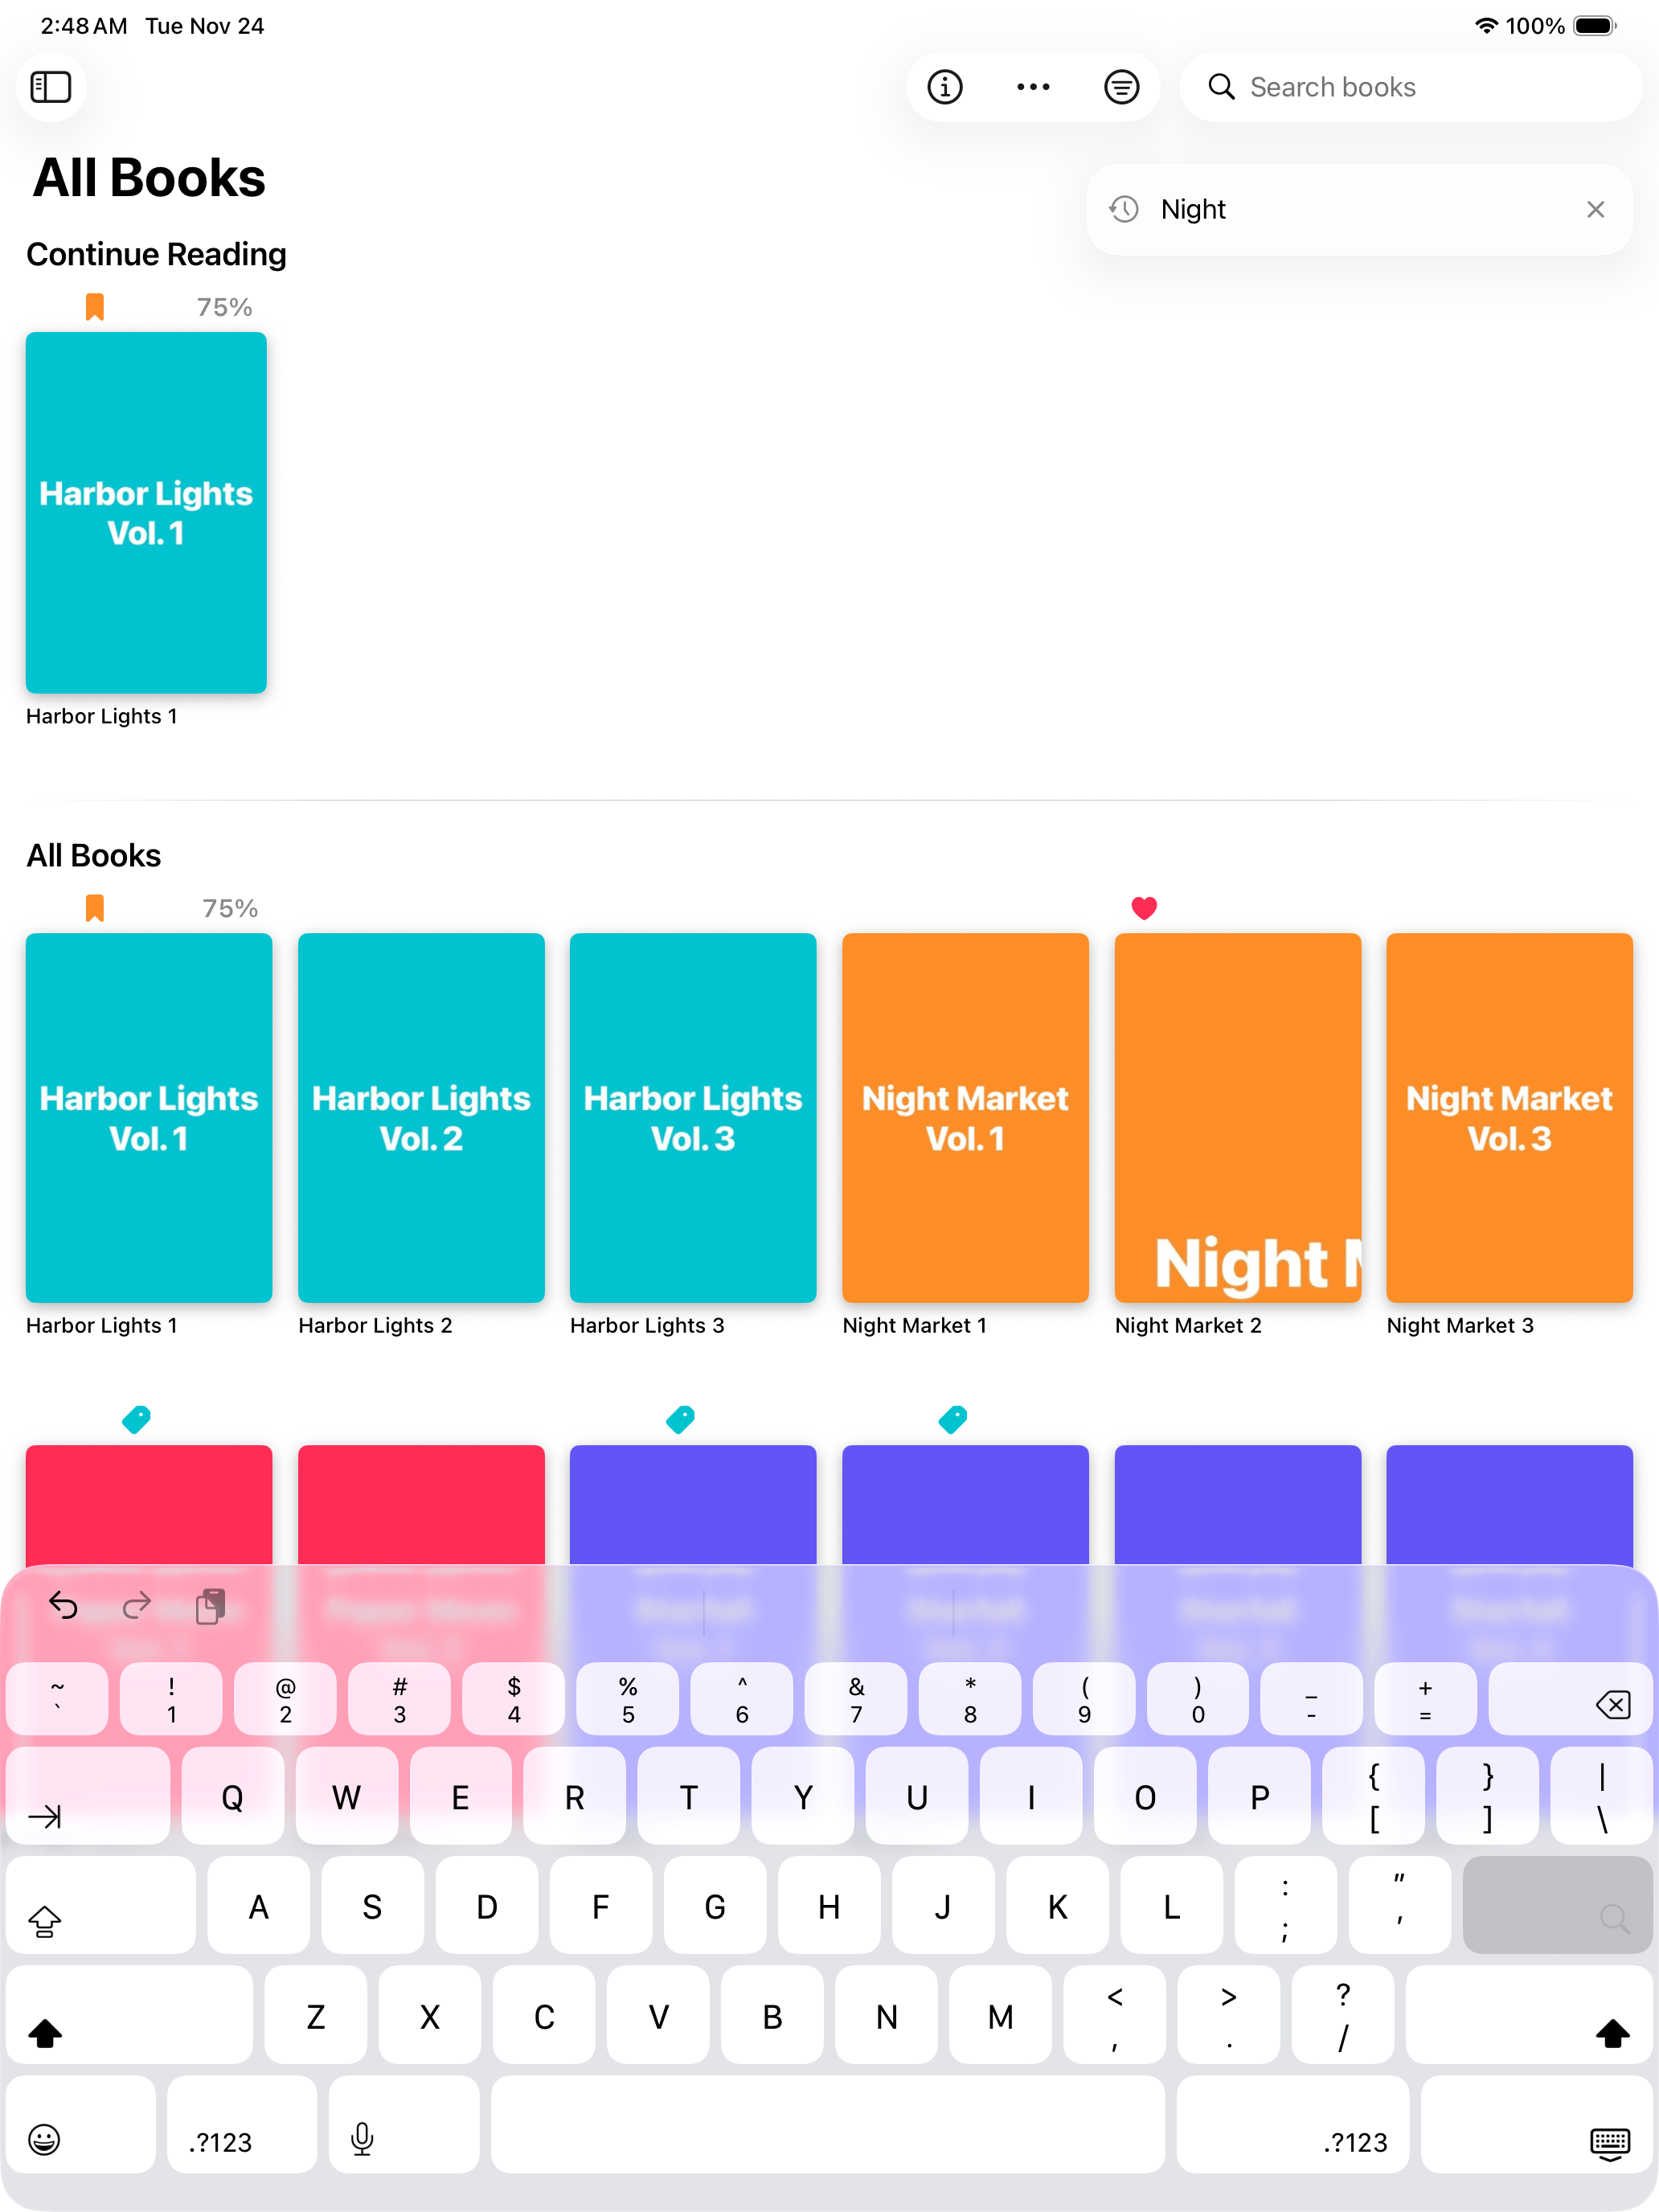 2:48 AM Tue Nov 24
100%
Search books
All Books
Night
Continue Reading
75%
Harbor Lights
Vol. 1
Harbor Lights 1
All Books
75%
Harbor Lights
Vol. 1
Harbor Lights
Vol. 2
Harbor Lights
Vol. 3
Night Market
Vol. 1
Night M
Night Market
Vol. 3
Harbor Lights 1
Harbor Lights 2
Harbor Lights 3
Night Market 1
Night Market 2
Night Market 3
~ ! @ # $ % ^ & * ( ) _ +
` 1 2 3 4 5 6 7 8 9 0 - =
Q W E R T Y U I O P { } |
[ ] \
A S D F G H J K L : "
; '
Z X C V B N M < > ?
, . /
.?123 .?123